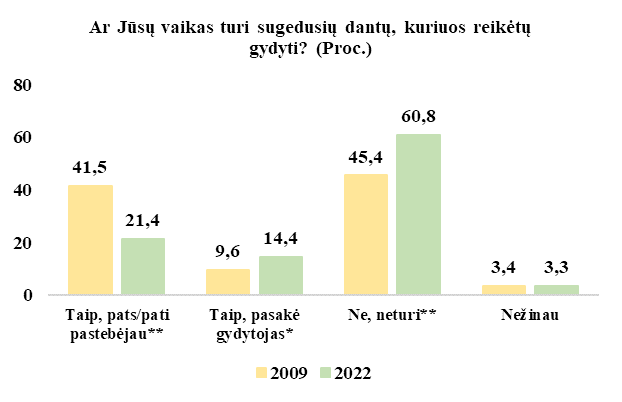 Ar Jūsų vaikas turi sugedusių dantų, kuriuos reikėtų
gydyti? (Proc.)
80
60
40
20
0
41,5
21,4
9,6
14,4
45,4
60,8
3,4
3,3
Taip, pats/pati
pastebėjau**
Taip, pasakė
gydytojas*
Ne, neturi**
Nežinau
2009
2022